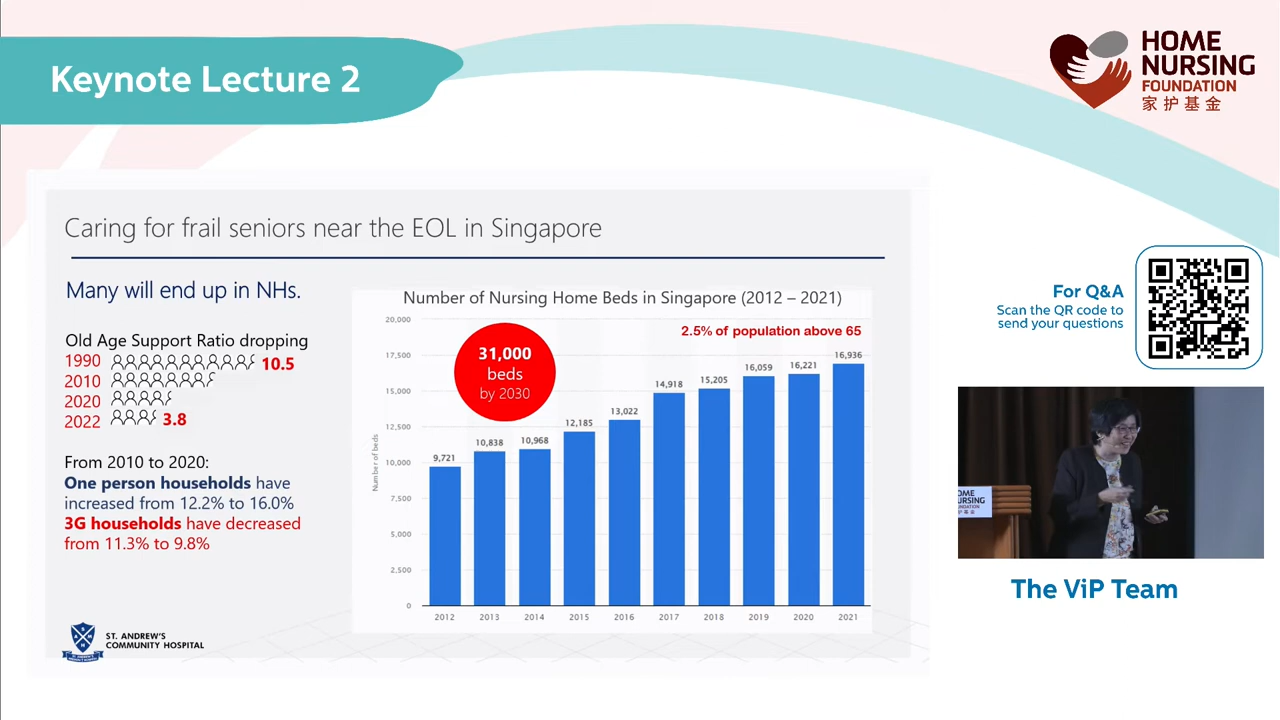 Keynote Lecture 2
HOME
NURSING
FOUNDATION
家护基金
Caring for frail seniors near the EOL in Singapore
Many will end up in NHs.
Old Age Support Ratio dropping
1990 10.5
2010
2020
2022 3.8
From 2010 to 2020:
One person households have
increased from 12.2% to 16.0%
3G households have decreased
from 11.3% to 9.8%
Number of Nursing Home Beds in Singapore (2012 – 2021)
2.5% of population above 65
31,000
beds
by 2030
Number of beds
20,000
17,500
15,000
12,500
10,000
7,500
5,000
2,500
0
9,721
10,838
10,968
12,185
13,022
14,918
15,205
16,059
16,221
16,936
2012 2013 2014 2015 2016 2017 2018 2019 2020 2021
ST. ANDREW'S
COMMUNITY HOSPITAL
For Q&A
Scan the QR code to
send your questions
OME
URSING
UNDATION
护基金
The ViP Team